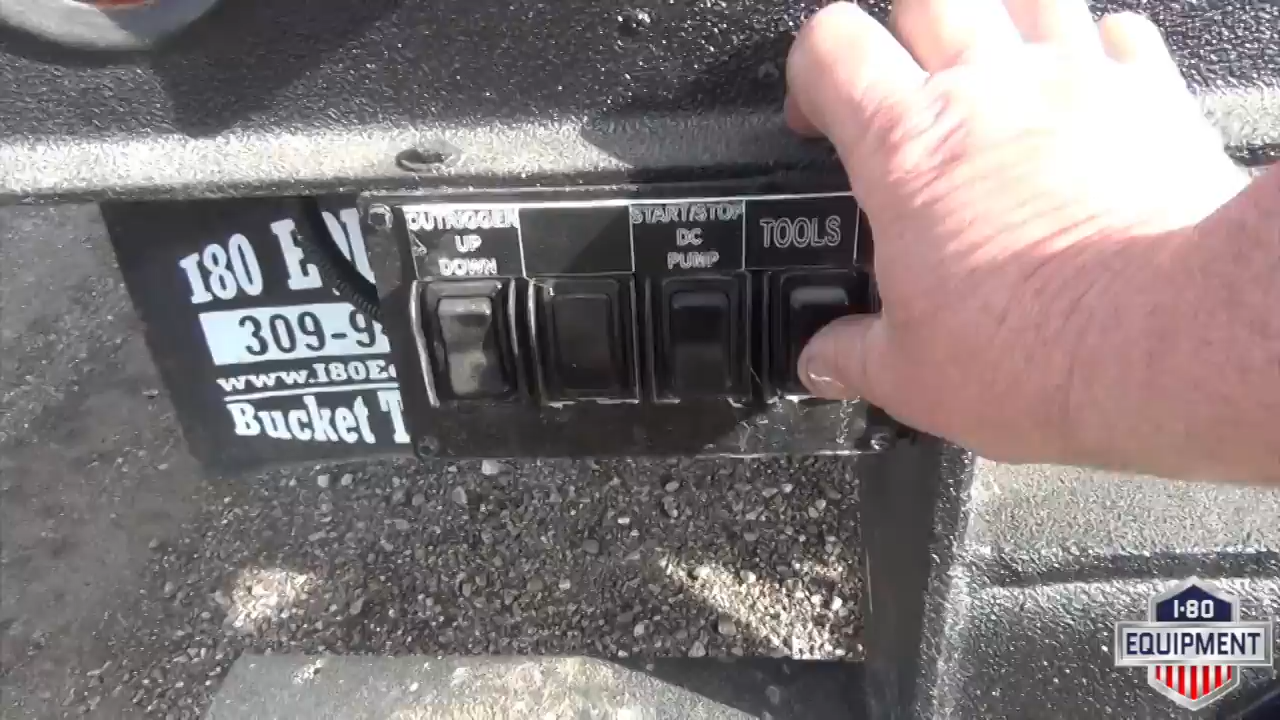 OUTRIGGER
UP
DOWN
START/STOP
DC
PUMP
TOOLS
I80
309-9
www.I80E
Bucket T
I-80
EQUIPMENT